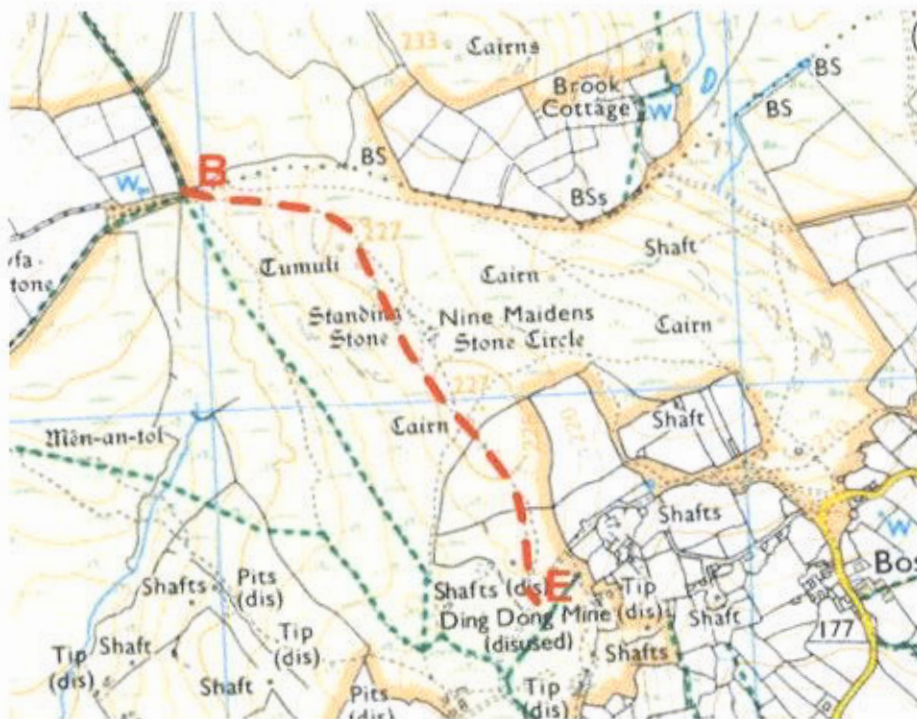 233
Cairns
Brook
Cottage
W
BS
BS
B
W
BS
BSs
227
Tumuli
Shaft
tone
Cairn
Standing
Stone
Nine Maidens
Stone Circle
Cairn
227
220
Cairn
Shaft
Mên-an-tol
Shafts
W
Bos
Shafts
Pits
(dis)
Shafts (dis)
E
Tip
(dis)
Ding Dong Mine
(disused)
Shaft
177
Tip
(dis)
Shaft
Tip
(dis)
Shafts
Shaft
Pits
(dis)
Tip
(dis)